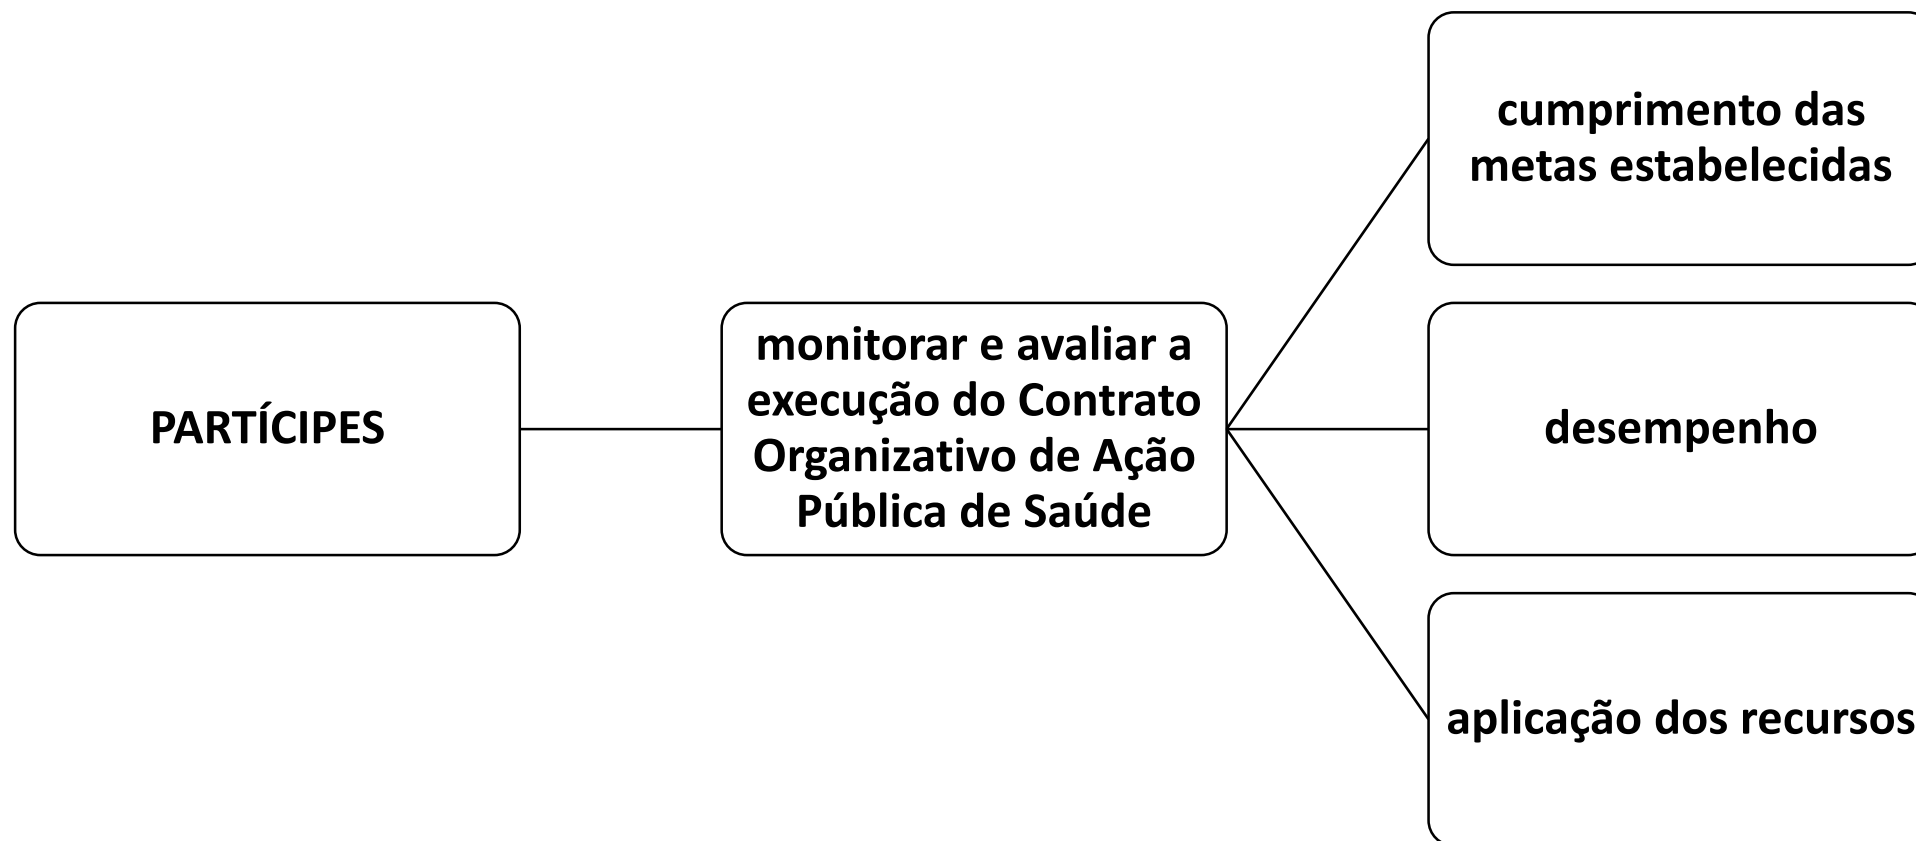 PARTÍCIPES
monitorar e avaliar a
execução do Contrato
Organizativo de Ação
Pública de Saúde
cumprimento das
metas estabelecidas
desempenho
aplicação dos recursos